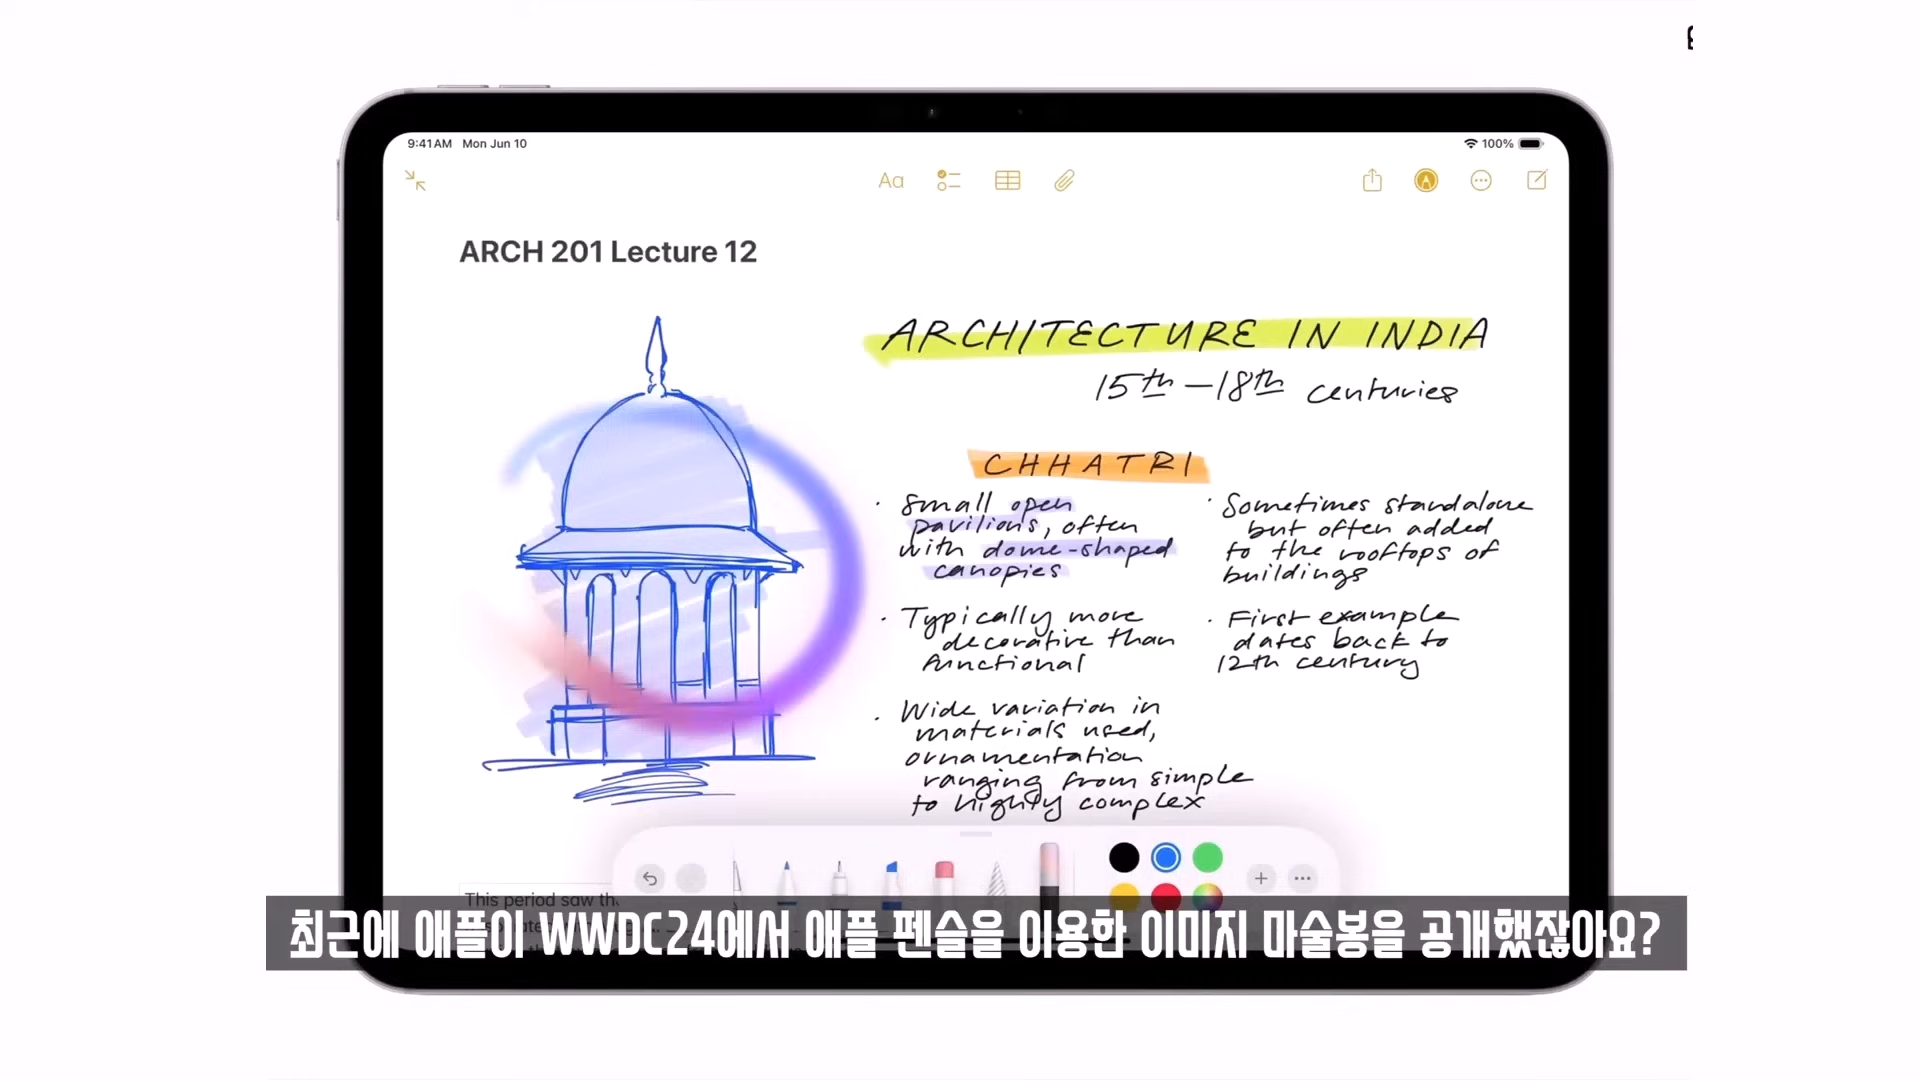 9:41 AM Mon Jun 10
100%
Aa
ARCH 201 Lecture 12
ARCHITECTURE IN INDIA
15th – 18th centuries
CHHATRI
· Small open
pavilions, often
with dome-shaped
canopies
· Typically more
decorative than
functional
· Wide variation in
materials used,
ornamentation
ranging from simple
to highly complex
· Sometimes standalone
but often added
to the rooftops of
buildings
· First example
dates back to
12th century
This period saw th
최근에 애플이 WWDC24에서 애플 펜슬을 이용한 이미지 마술봉을 공개했잖아요?